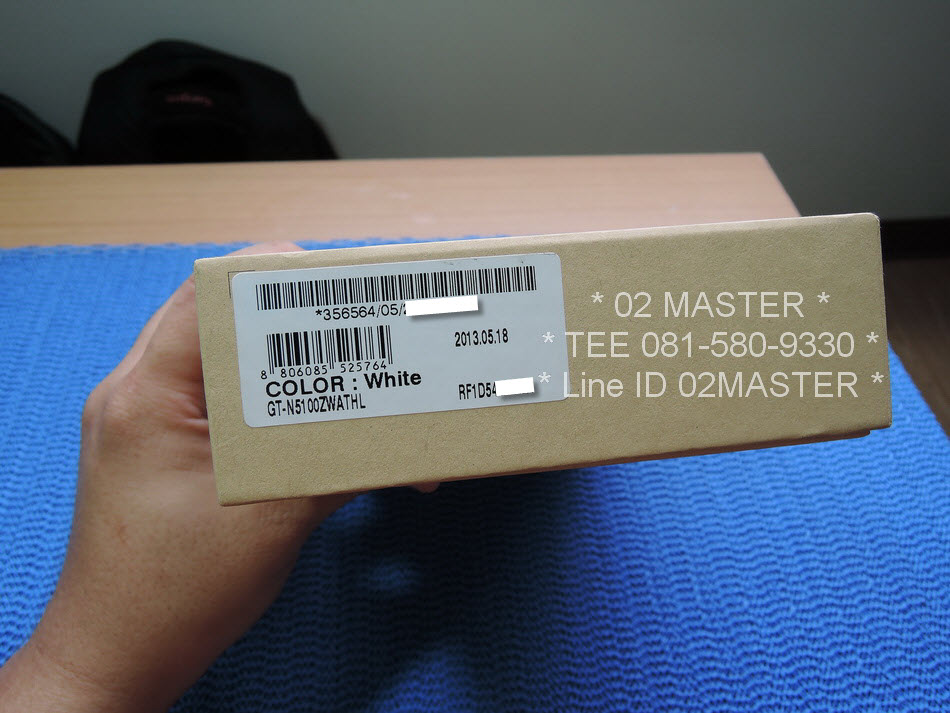 *356564/05/
2013.05.18
8 806085 525764
COLOR : White
GT-N5100ZWATHL
RF1D54
* 02 MASTER *
* TEE 081-580-9330 *
* Line ID 02MASTER *